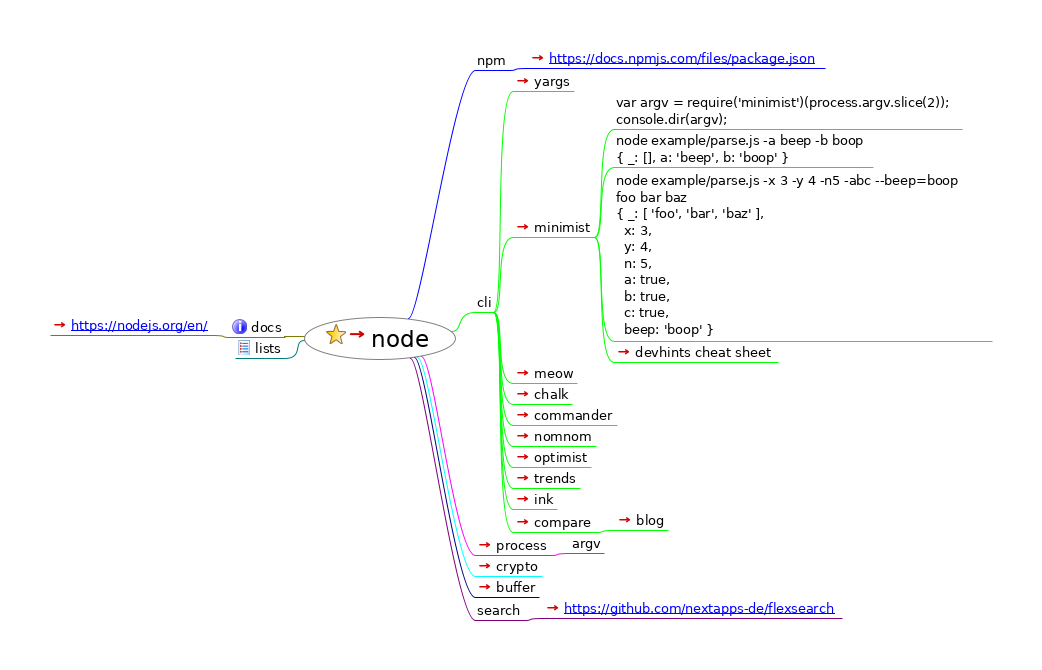 npm
https://docs.npmjs.com/files/package.json
yargs
var argv = require('minimist')(process.argv.slice(2));
console.dir(argv);
node example/parse.js -a beep -b boop
{ _: [], a: 'beep', b: 'boop' }
node example/parse.js -x 3 -y 4 -n5 -abc --beep=boop
foo bar baz
{ _: [ 'foo', 'bar', 'baz' ],
  x: 3,
  y: 4,
  n: 5,
  a: true,
  b: true,
  c: true,
  beep: 'boop' }
minimist
devhints cheat sheet
cli
https://nodejs.org/en/
docs
lists
node
meow
chalk
commander
nomnom
optimist
trends
ink
compare
blog
process
argv
crypto
buffer
search
https://github.com/nextapps-de/flexsearch